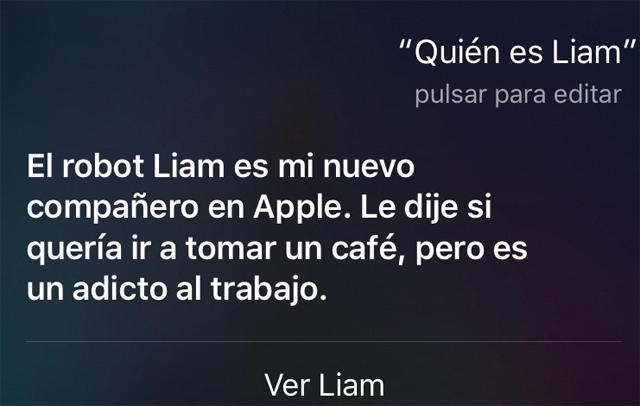 “Quién es Liam”
pulsar para editar
El robot Liam es mi nuevo
compañero en Apple. Le dije si
quería ir a tomar un café, pero es
un adicto al trabajo.
Ver Liam